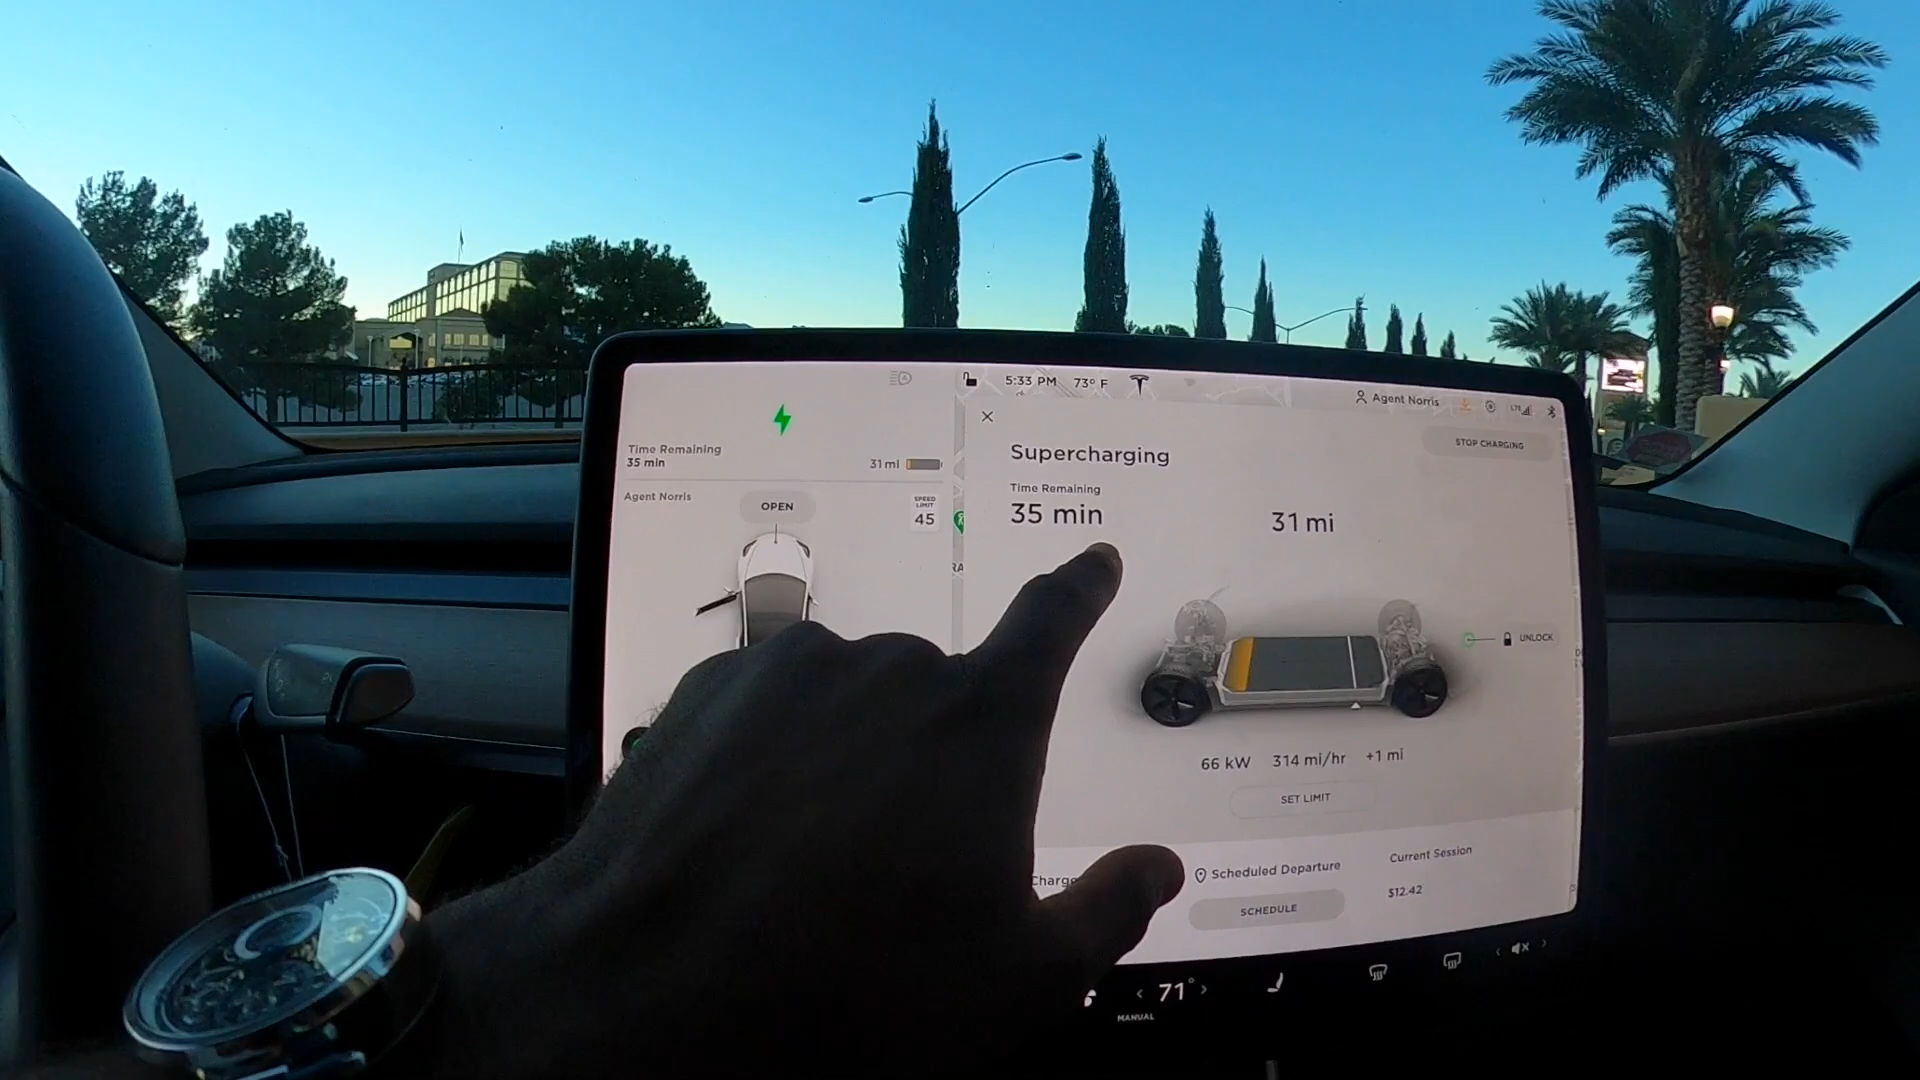 5:33 PM 73° F
Agent Norris
LTE
Time Remaining
35 min
31 mi
Agent Norris
OPEN
SPEED
LIMIT
45
Supercharging
STOP CHARGING
Time Remaining
35 min
31 mi
UNLOCK
66 kW 314 mi/hr +1 mi
SET LIMIT
Charge
Scheduled Departure
SCHEDULE
Current Session
$12.42
71°
MANUAL